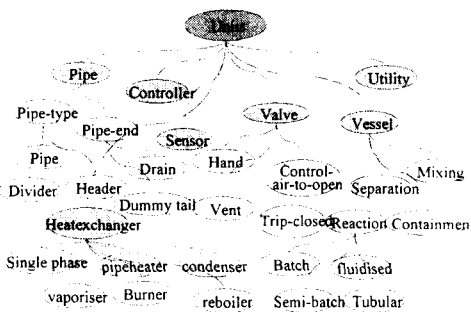 Pipe
Utility
Controller
Pipe-type
Valve
Pipe-end
Vessel
Sensor
Pipe
Hand
Drain
Control-
air-to-open
Mixing
Divider
Header
Separation
Dummy tail
Vent
Trip-closed
Reaction
Containmen
Heatexchanger
Single phase
pipeheater
condenser
Batch
fluidised
vaporiser
Burner
reboiler
Semi-batch
Tubular